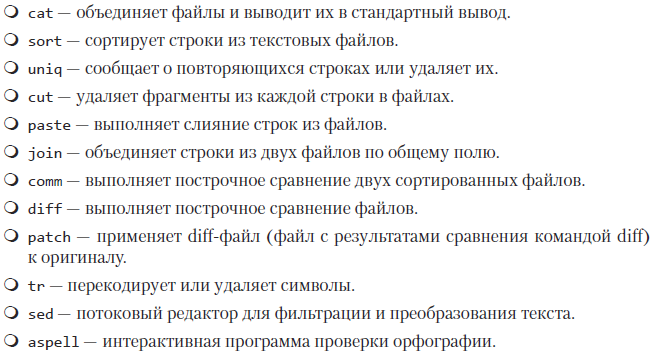 cat — объединяет файлы и выводит их в стандартный вывод.
sort — сортирует строки из текстовых файлов.
uniq — сообщает о повторяющихся строках или удаляет их.
cut — удаляет фрагменты из каждой строки в файлах.
paste — выполняет слияние строк из файлов.
join — объединяет строки из двух файлов по общему полю.
comm — выполняет построчное сравнение двух сортированных файлов.
diff — выполняет построчное сравнение файлов.
patch — применяет diff-файл (файл с результатами сравнения командой diff)
к оригиналу.
tr — перекодирует или удаляет символы.
sed — потоковый редактор для фильтрации и преобразования текста.
aspell — интерактивная программа проверки орфографии.